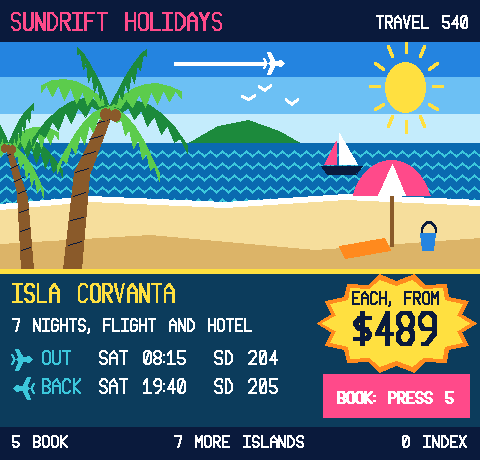 SUNDRIFT HOLIDAYS
TRAVEL 540
ISLA CORVANTA
7 NIGHTS, FLIGHT AND HOTEL
OUT SAT 08:15 SD 204
BACK SAT 19:40 SD 205
EACH, FROM
$489
BOOK: PRESS 5
5 BOOK
7 MORE ISLANDS
0 INDEX